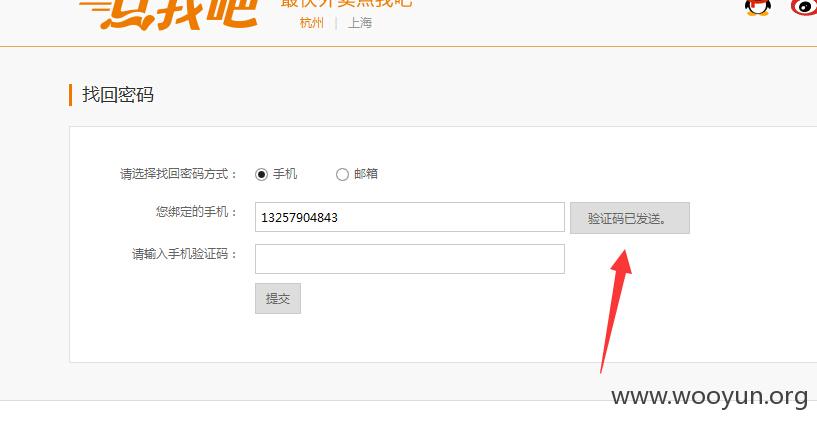 点我吧
最快外卖点我吧
杭州 | 上海
找回密码
请选择找回密码方式： 手机 邮箱
您绑定的手机： 13257904843 验证码已发送。
请输入手机验证码：
提交
www.wooyun.org